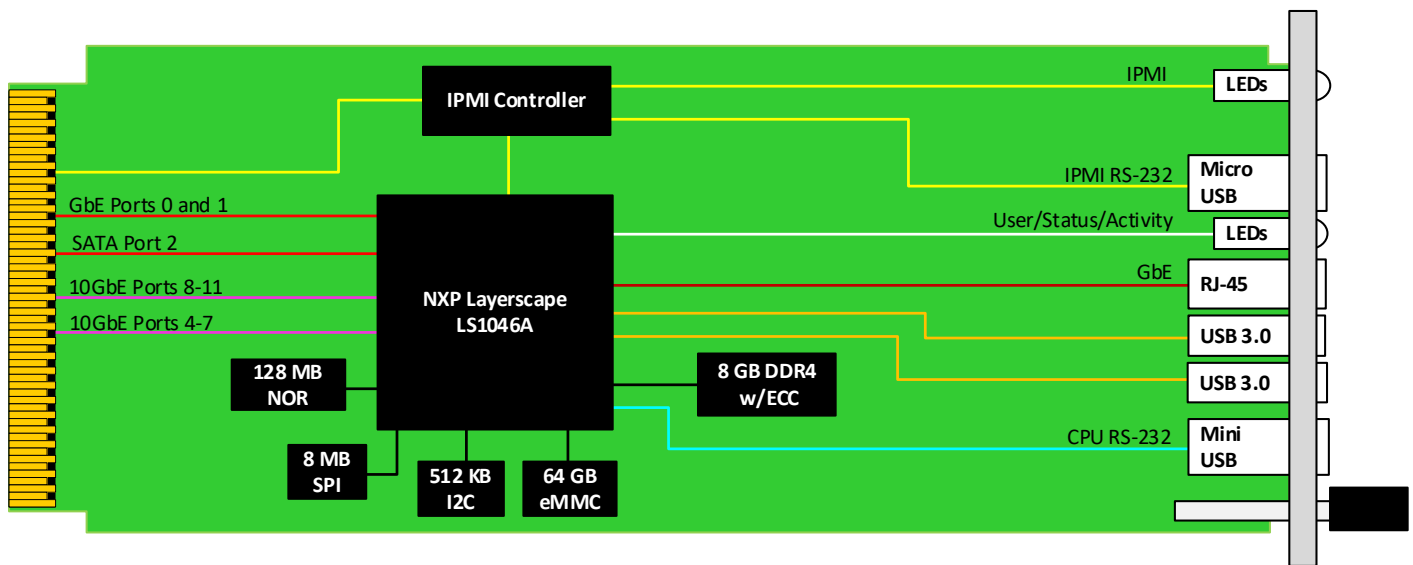 IPMI
LEDs
IPMI Controller
IPMI RS-232
Micro
USB
GbE Ports 0 and 1
User/Status/Activity
LEDs
SATA Port 2
GbE
RJ-45
10GbE Ports 8-11
NXP Layerscape
LS1046A
10GbE Ports 4-7
USB 3.0
128 MB
NOR
8 GB DDR4
w/ECC
USB 3.0
CPU RS-232
Mini
USB
8 MB
SPI
512 KB
I2C
64 GB
eMMC